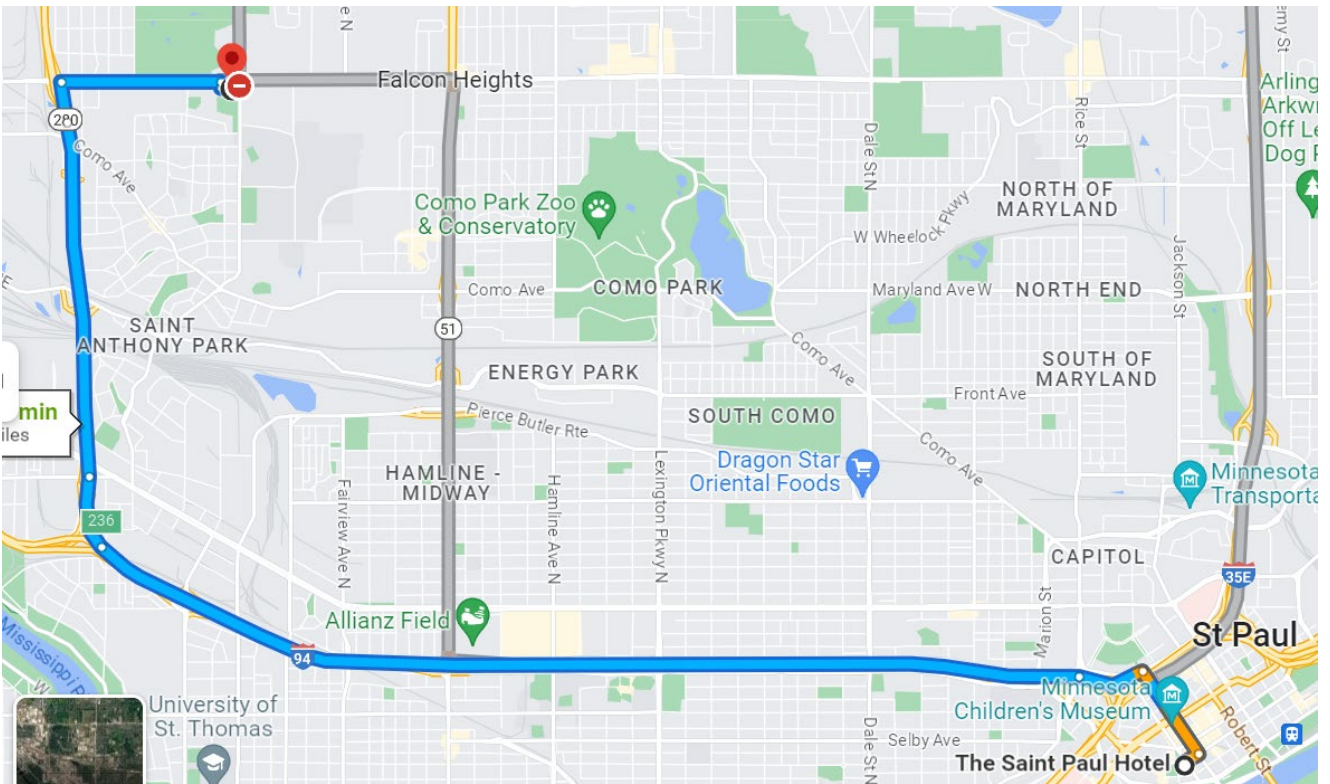 e N
Falcon Heights
280
Como Ave
Dale St N
Rice St
Arling
Arkwr
Off Le
Dog P
Como Park Zoo
& Conservatory
NORTH OF
MARYLAND
W Wheelock Pkwy
Jackson St
Como Ave
COMO PARK
Maryland Ave W
NORTH END
SAINT
ANTHONY PARK
51
Como Ave
SOUTH OF
MARYLAND
ENERGY PARK
Front Ave
min
iles
Pierce Butler Rte
SOUTH COMO
Como Ave
HAMLINE -
MIDWAY
Dragon Star
Oriental Foods
Minnesota
Transporta
Fairview Ave N
Hamline Ave N
Lexington Pkwy N
236
CAPITOL
35E
Marion St
Allianz Field
St Paul
94
Mississippi R
W
Minnesota
Children's Museum
University of
St. Thomas
Dale St N
Selby Ave
Robert St
The Saint Paul Hotel